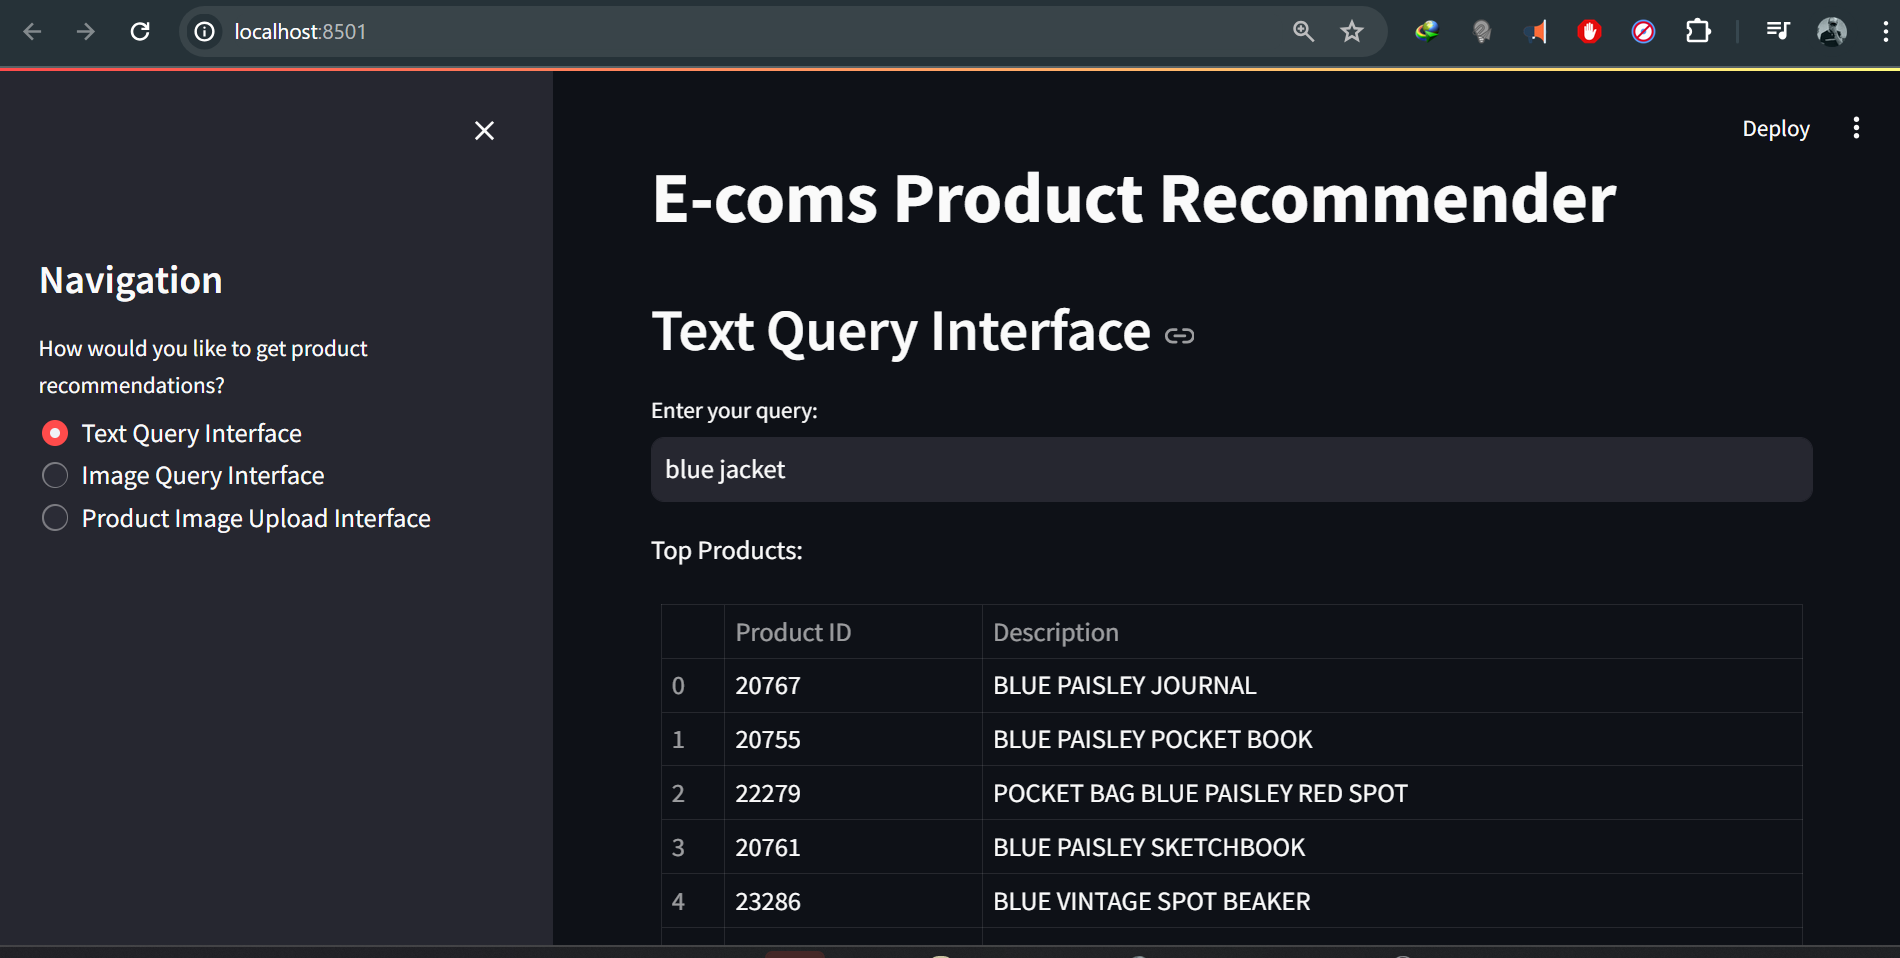 localhost:8501
Deploy
E-coms Product Recommender
Navigation
How would you like to get product
recommendations?
Text Query Interface
Image Query Interface
Product Image Upload Interface
Text Query Interface
Enter your query:
blue jacket
Top Products:
Product ID Description
0 20767 BLUE PAISLEY JOURNAL
1 20755 BLUE PAISLEY POCKET BOOK
2 22279 POCKET BAG BLUE PAISLEY RED SPOT
3 20761 BLUE PAISLEY SKETCHBOOK
4 23286 BLUE VINTAGE SPOT BEAKER